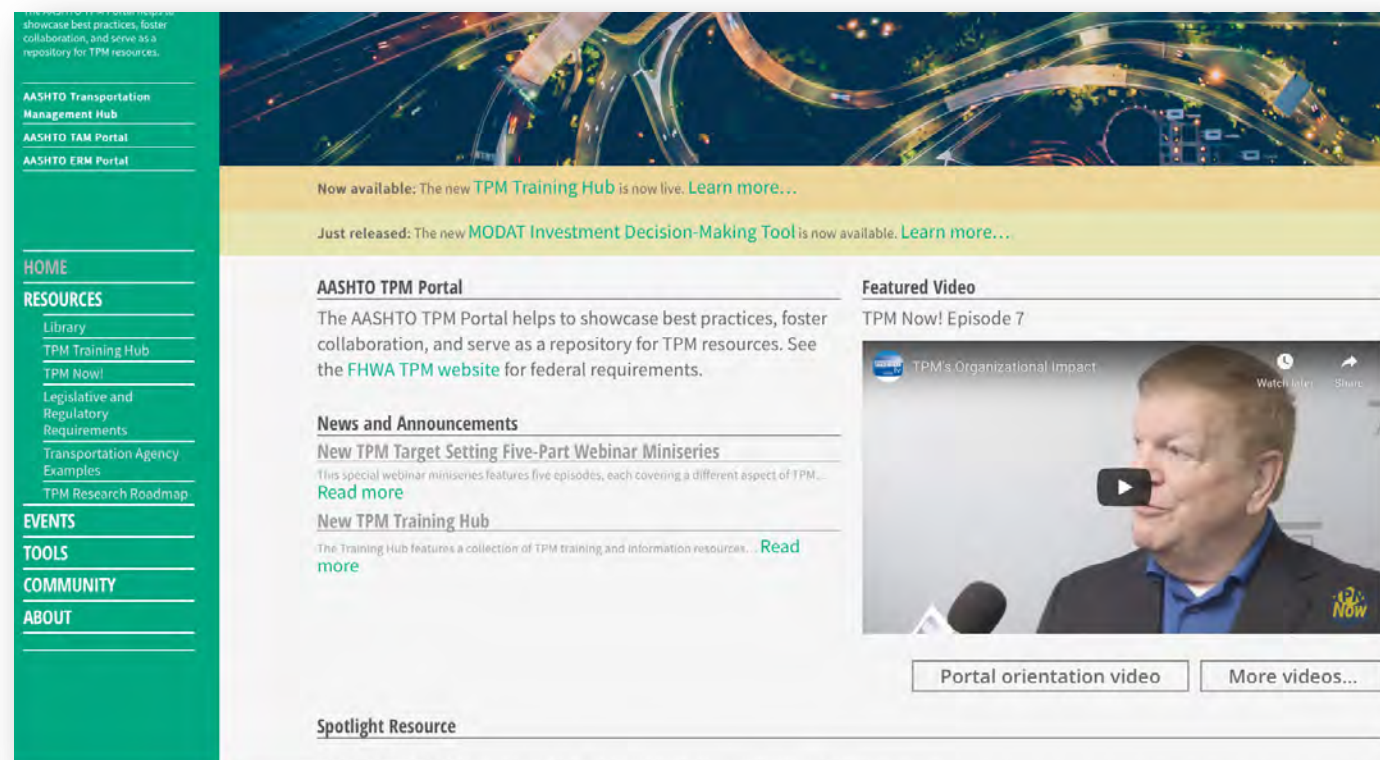 showcase best practices, foster
collaboration, and serve as a
repository for TPM resources.
AASHTO Transportation
Management Hub
AASHTO TAM Portal
AASHTO ERM Portal
HOME
RESOURCES
Library
TPM Training Hub
TPM Now!
Legislative and
Regulatory
Requirements
Transportation Agency
Examples
TPM Research Roadmap
EVENTS
TOOLS
COMMUNITY
ABOUT
Now available: The new TPM Training Hub is now live. Learn more...
Just released: The new MODAT Investment Decision-Making Tool is now available. Learn more...
AASHTO TPM Portal
The AASHTO TPM Portal helps to showcase best practices, foster
collaboration, and serve as a repository for TPM resources. See
the FHWA TPM website for federal requirements.
News and Announcements
New TPM Target Setting Five-Part Webinar Miniseries
This special webinar miniseries features five episodes, each covering a different aspect of TPM...
Read more
New TPM Training Hub
The Training Hub features a collection of TPM training and information resources... Read
more
Featured Video
TPM Now! Episode 7
TPM's Organizational Impact
Watch later
Share
TPM
Now
Portal orientation video
More videos...
Spotlight Resource